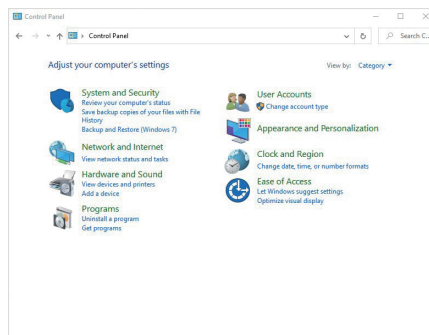 Control Panel
Control Panel
Search C...
Adjust your computer's settings
View by: Category
System and Security
Review your computer's status
Save backup copies of your files with File
History
Backup and Restore (Windows 7)
Network and Internet
View network status and tasks
Hardware and Sound
View devices and printers
Add a device
Programs
Uninstall a program
Get programs
User Accounts
Change account type
Appearance and Personalization
Clock and Region
Change date, time, or number formats
Ease of Access
Let Windows suggest settings
Optimize visual display